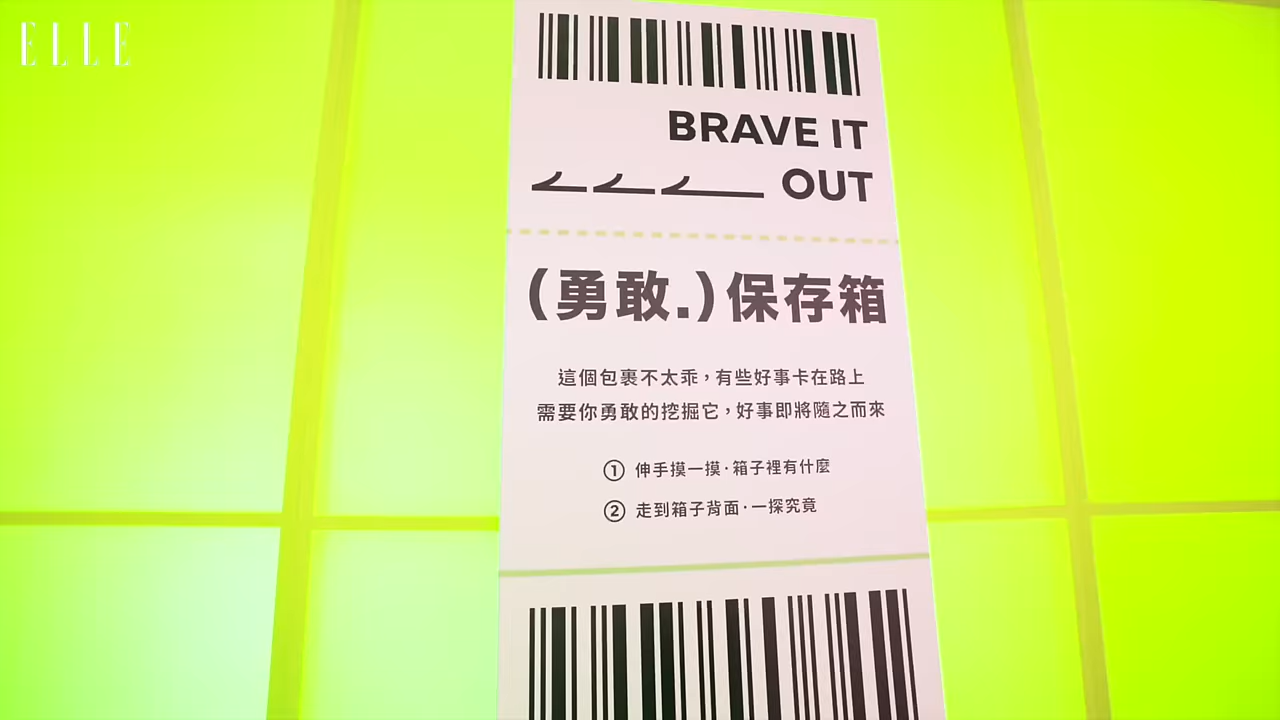 ELLE
BRAVE IT
OUT
(勇敢.)保存箱
這個包裹不太乖，有些好事卡在路上
需要你勇敢的挖掘它，好事即將隨之而來
① 伸手摸一摸·箱子裡有什麼
② 走到箱子背面·一探究竟